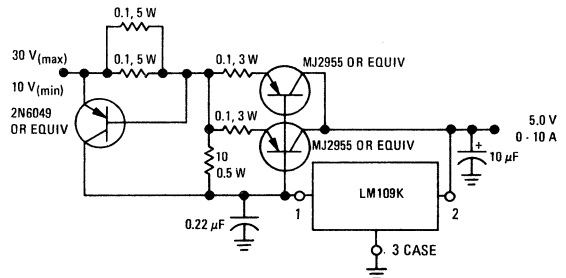 0.1, 5 W
30 V(max)
0.1, 5 W
0.1, 3 W
MJ2955 OR EQUIV
10 V(min)
2N6049
OR EQUIV
0.1, 3 W
MJ2955 OR EQUIV
5.0 V
0 - 10 A
+
10 µF
10
0.5 W
LM109K
1
2
0.22 µF
3 CASE